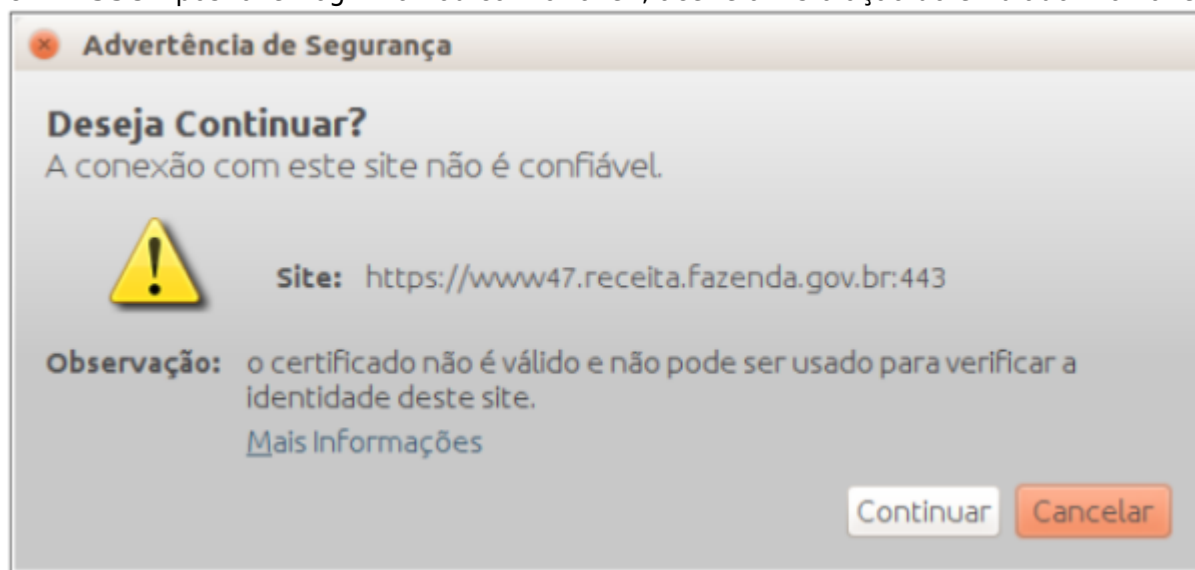 Advertência de Segurança
Deseja Continuar?
A conexão com este site não é confiável.
Site: https://www47.receita.fazenda.gov.br:443
Observação: o certificado não é válido e não pode ser usado para verificar a
identidade deste site.
Mais Informações
Continuar Cancelar